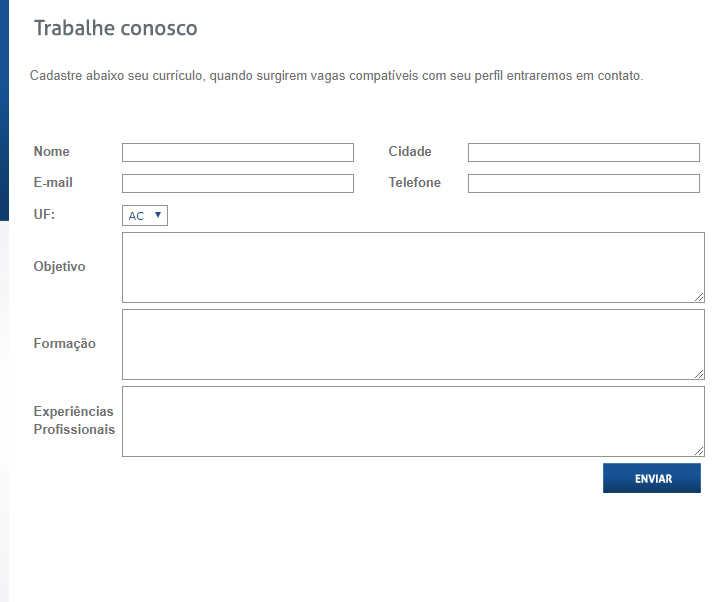 Trabalhe conosco
Cadastre abaixo seu currículo, quando surgirem vagas compatíveis com seu perfil entraremos em contato.
Nome
Cidade
E-mail
Telefone
UF:
AC
Objetivo
Formação
Experiências
Profissionais
ENVIAR